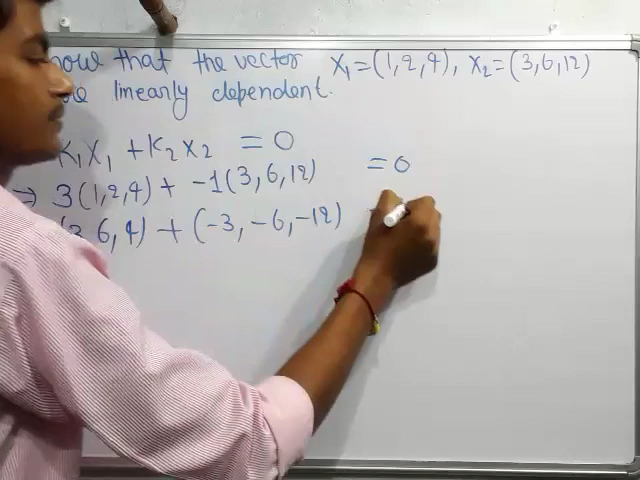 how that the vector X₁=(1,2,4), X₂=(3,6,12)
linearly dependent.
K₁X₁ + K₂X₂ = 0
⇒ 3(1,2,4) + -1(3,6,12) = 0
(3 6, 4) + (-3, -6, -12)